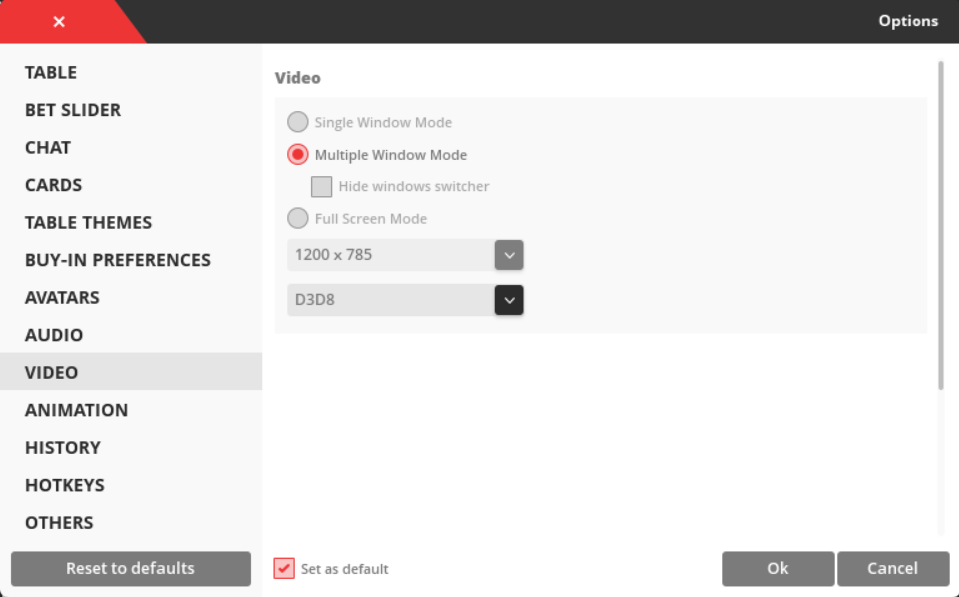 Options
TABLE
BET SLIDER
CHAT
CARDS
TABLE THEMES
BUY-IN PREFERENCES
AVATARS
AUDIO
VIDEO
ANIMATION
HISTORY
HOTKEYS
OTHERS
Reset to defaults
Video
Single Window Mode
Multiple Window Mode
Hide windows switcher
Full Screen Mode
1200 x 785
D3D8
Set as default
Ok
Cancel